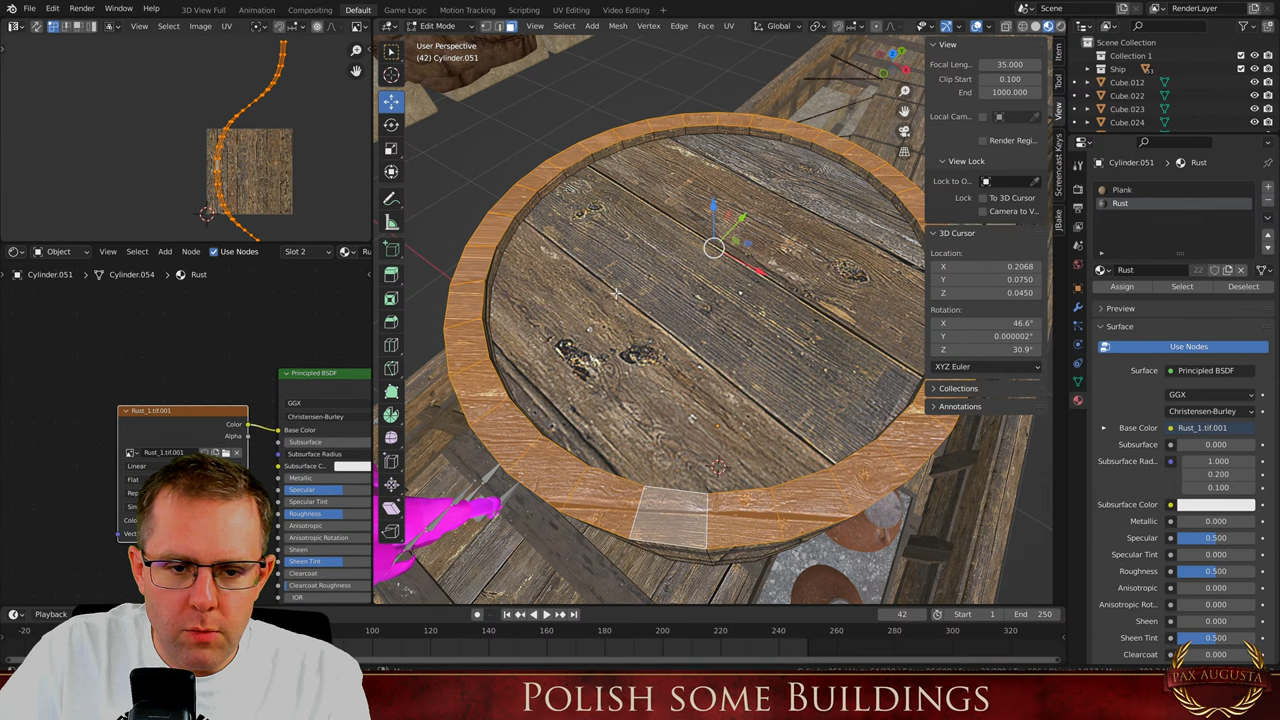 File Edit Render Window Help
3D View Full Animation Compositing Default Game Logic Motion Tracking Scripting UV Editing Video Editing
Scene RenderLayer
View Select Image UV
Edit Mode View Select Add Mesh Vertex Edge Face UV Global
User Perspective
(42) Cylinder.051
View
Focal Leng... 35.000
Clip Start 0.100
End 1000.000
Local Cam...
Render Regi...
View Lock
Lock to O...
Lock To 3D Cursor
Camera to V...
3D Cursor
Location:
X 0.2068
Y 0.0750
Z 0.0450
Rotation:
X 46.6°
Y 0.000002°
Z 30.9°
XYZ Euler
Collections
Annotations
Item
Tool
View
Screencast Keys
JBake
Scene Collection
Collection 1
Ship
Cube.012
Cube.022
Cube.023
Cube.024
Cylinder.051 Rust
Plank
Rust
Rust 22
Assign Select Deselect
Preview
Surface
Use Nodes
Surface Principled BSDF
GGX
Christensen-Burley
Base Color Rust_1.tif.001
Subsurface 0.000
Subsurface Rad... 1.000
0.200
0.100
Subsurface Color
Metallic 0.000
Specular 0.500
Specular Tint 0.000
Roughness 0.500
Anisotropic 0.000
Anisotropic Rot... 0.000
Sheen 0.000
Sheen Tint 0.500
Clearcoat 0.000
Object View Select Add Node Use Nodes Slot 2 Ru
Cylinder.051 Cylinder.054 Rust
Rust_1.tif.001
Color
Alpha
Rust_1.tif.001
Linear
Flat
Rep
Sin
Colo
Vect
Principled BSDF
GGX
Christensen-Burley
Base Color
Subsurface
Subsurface Radius
Subsurface C...
Metallic
Specular
Specular Tint
Roughness
Anisotropic
Anisotropic Rotation
Sheen
Sheen Tint
Clearcoat
Clearcoat Roughness
IOR
Playback 42 Start 1 End 250
-20 100 120 140 160 180 200 220 240 260 280 300 320
POLISH SOME BUILDINGS
PAX AUGUSTA